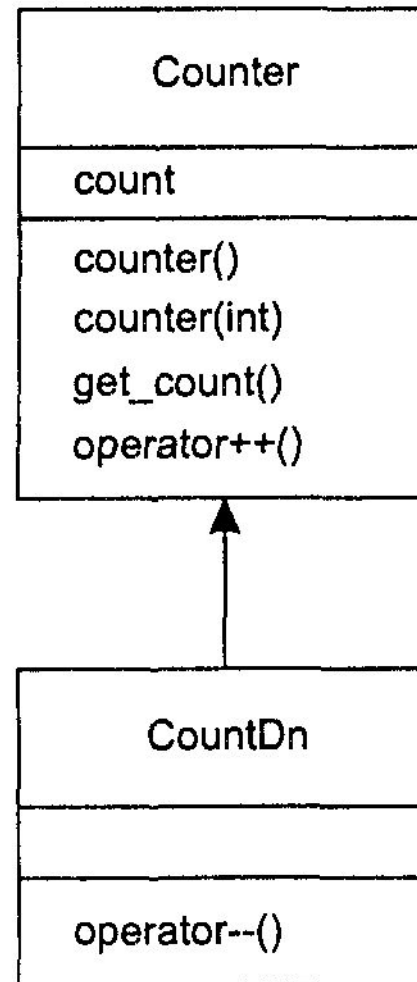 Counter
count
counter()
counter(int)
get_count()
operator++()
CountDn
operator--()